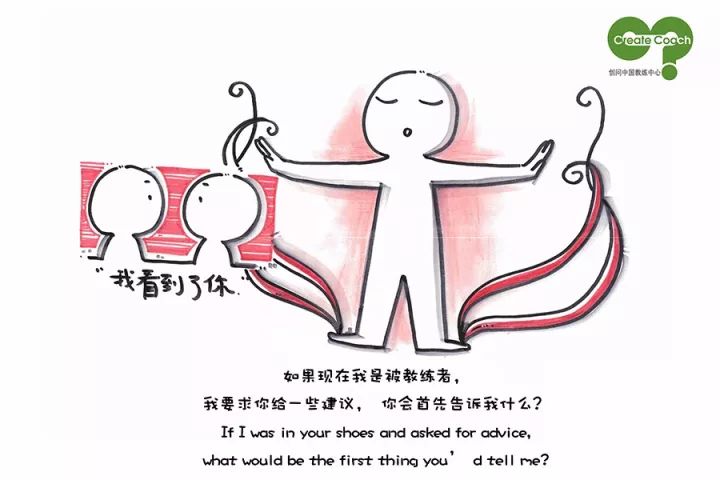 Create Coach
创问中国教练中心
“我看到了你.”
如果现在我是被教练者，
我要求你给一些建议， 你会首先告诉我什么？
If I was in your shoes and asked for advice,
what would be the first thing you’ d tell me?